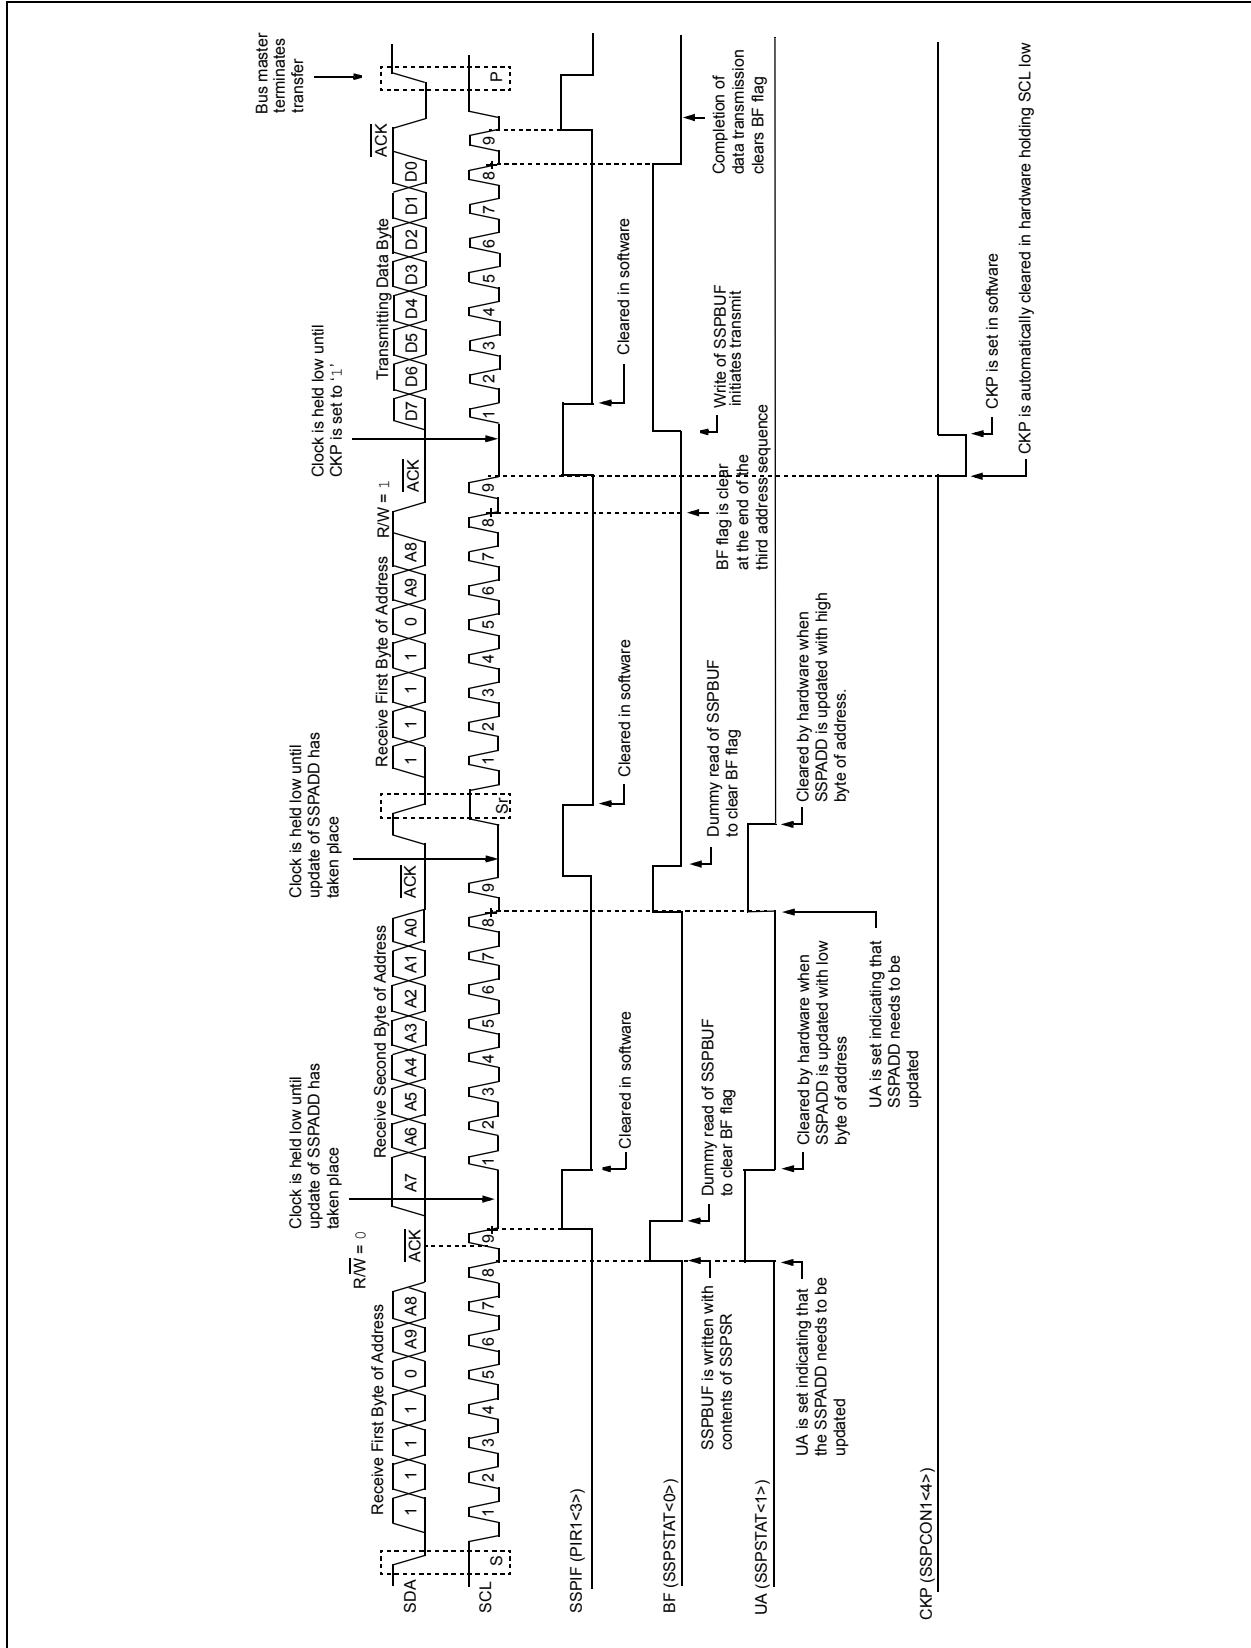 Bus master
terminates
transfer
Clock is held low until
update of SSPADD has
taken place
Clock is held low until
update of SSPADD has
taken place
Clock is held low until
CKP is set to ‘1’
R/W̅ = 0
R/W = 1
Receive First Byte of Address
Receive Second Byte of Address
Receive First Byte of Address
Transmitting Data Byte
A̅C̅K̅
A̅C̅K̅
A̅C̅K̅
A̅C̅K̅
SDA 1 1 1 1 0 A9 A8 A7 A6 A5 A4 A3 A2 A1 A0 1 1 1 1 0 A9 A8 D7 D6 D5 D4 D3 D2 D1 D0
SCL S 1 2 3 4 5 6 7 8 9 1 2 3 4 5 6 7 8 9 Sr 1 2 3 4 5 6 7 8 9 1 2 3 4 5 6 7 8 9 P
SSPIF (PIR1<3>)
Cleared in software
Cleared in software
Cleared in software
BF (SSPSTAT<0>)
SSPBUF is written with
contents of SSPSR
Dummy read of SSPBUF
to clear BF flag
Dummy read of SSPBUF
to clear BF flag
BF flag is clear
at the end of the
third address sequence
Write of SSPBUF
initiates transmit
Completion of
data transmission
clears BF flag
UA (SSPSTAT<1>)
UA is set indicating that
the SSPADD needs to be
updated
Cleared by hardware when
SSPADD is updated with low
byte of address
UA is set indicating that
SSPADD needs to be
updated
Cleared by hardware when
SSPADD is updated with high
byte of address.
CKP (SSPCON1<4>)
CKP is set in software
CKP is automatically cleared in hardware holding SCL low